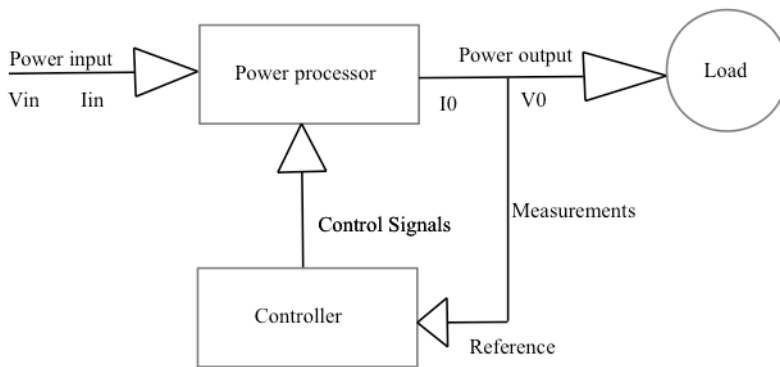 Power input
Vin Iin
Power processor
Power output
I0 V0
Load
Control Signals
Measurements
Controller
Reference